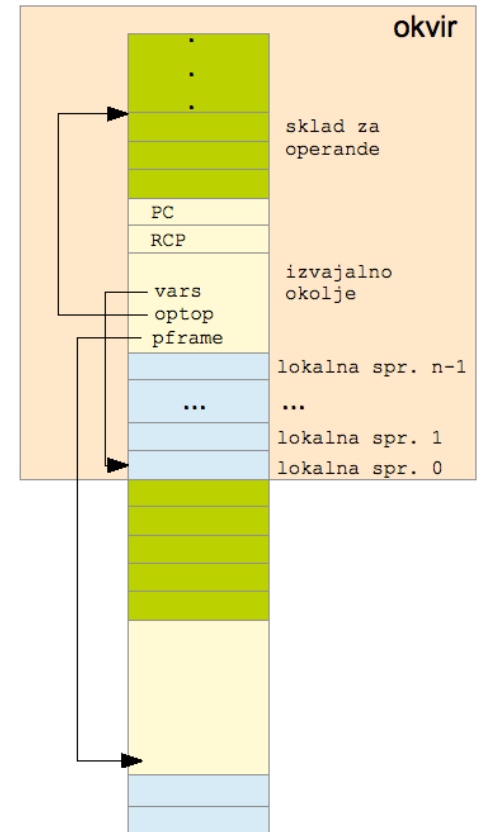 okvir
.
.
.
sklad za
operande
PC
RCP
izvajalno
okolje
vars
optop
pframe
lokalna spr. n-1
... ...
lokalna spr. 1
lokalna spr. 0